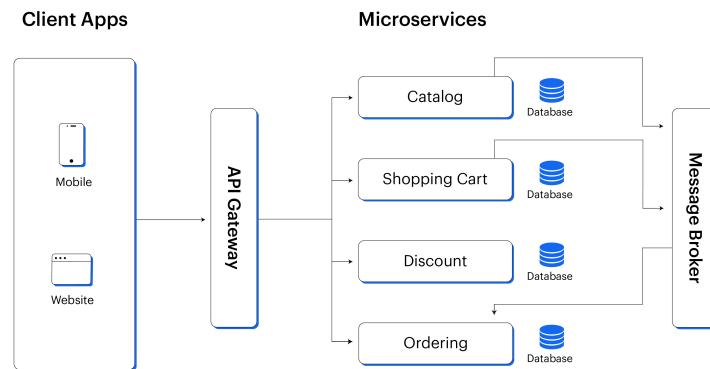 Client Apps
Microservices
Catalog
Database
Mobile
API Gateway
Shopping Cart
Database
Message Broker
Discount
Database
Website
Ordering
Database